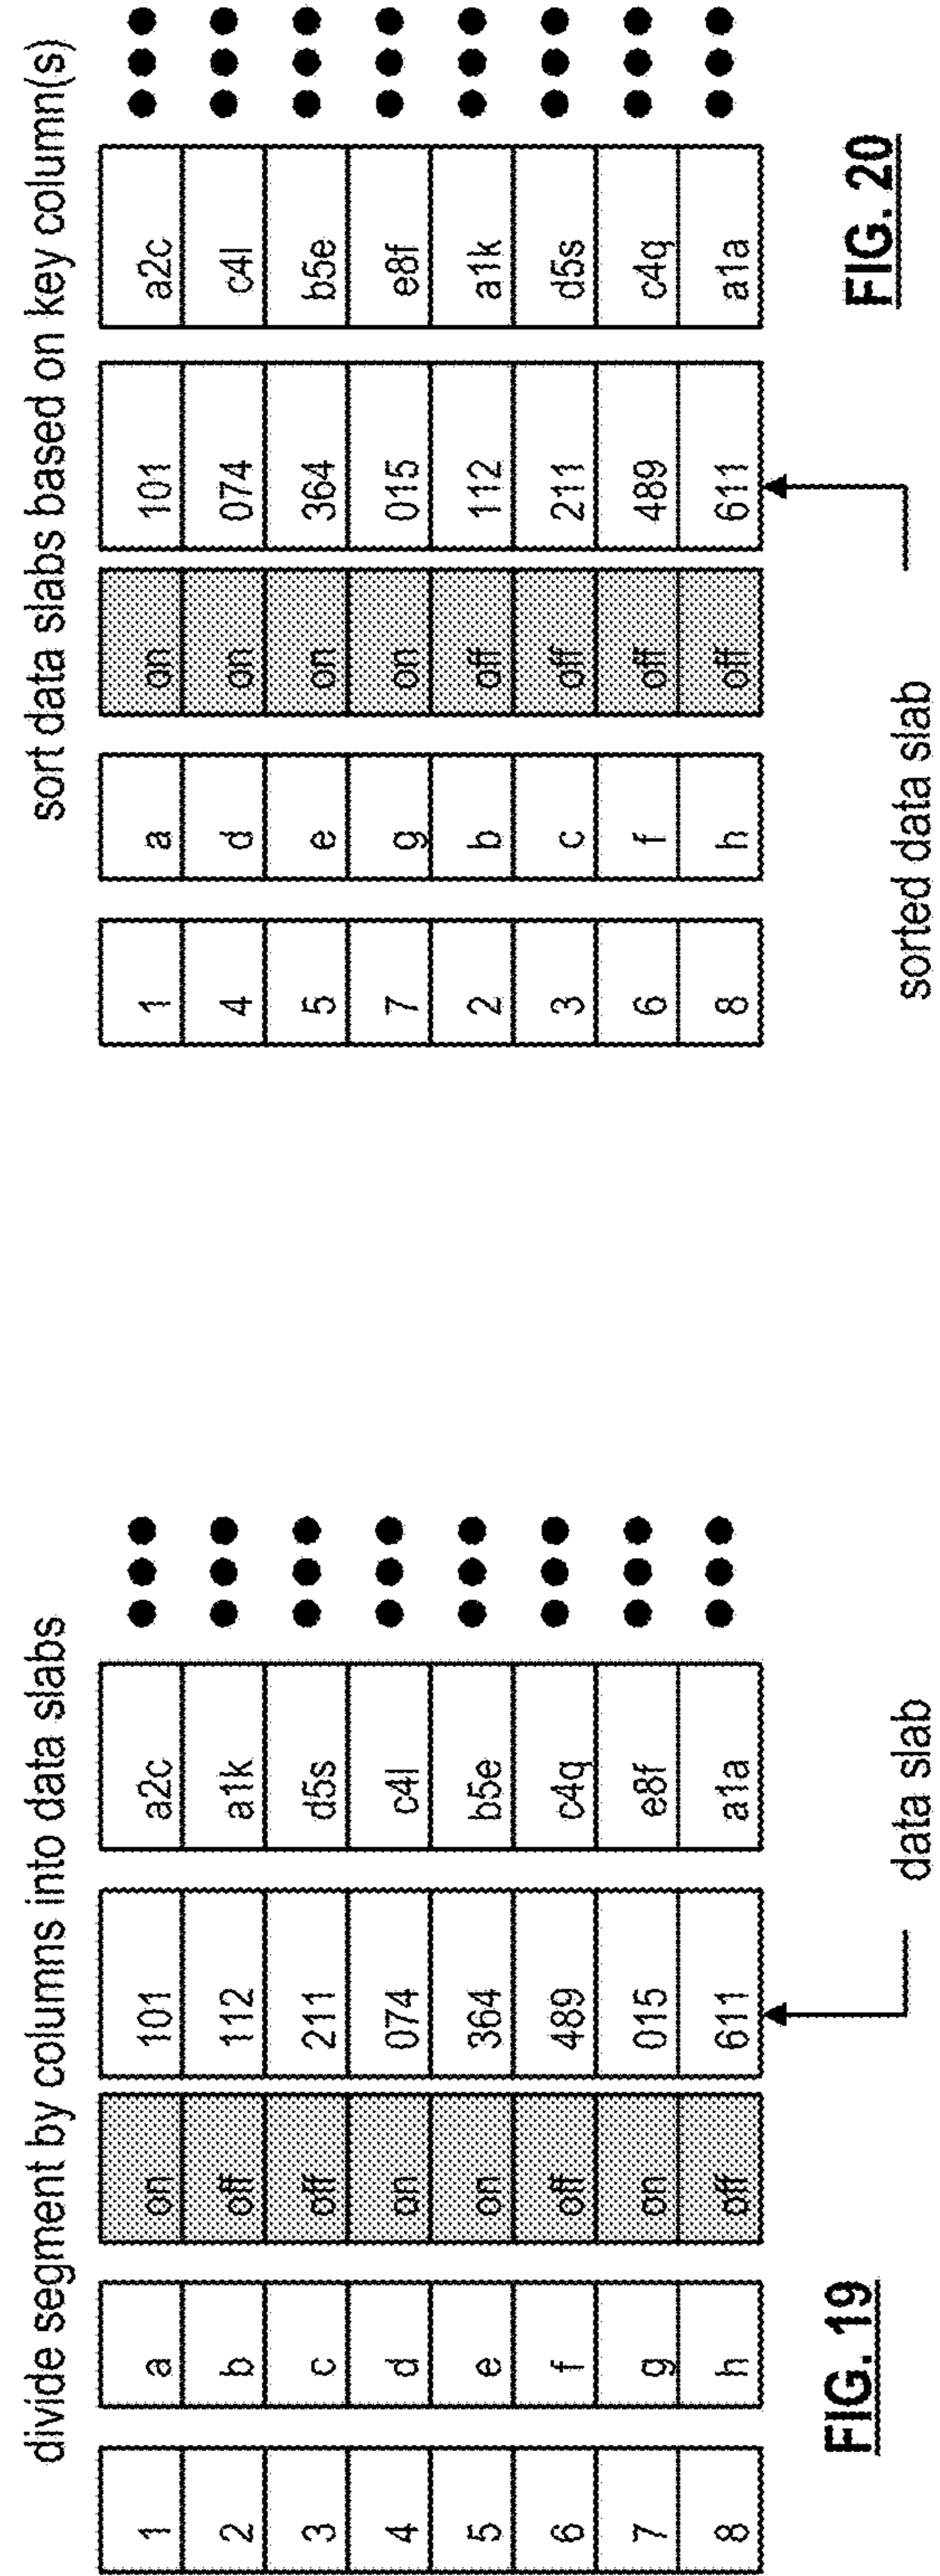 divide segment by columns into data slabs
1 a on 101 a2c
2 b off 112 a1k
3 c off 211 d5s
4 d on 074 c4l
5 e on 364 b5e
6 f off 489 c4q
7 g on 015 e8f
8 h off 611 a1a
data slab
FIG. 19
sort data slabs based on key column(s)
1 a on 101 a2c
4 d on 074 c4l
5 e on 364 b5e
7 g on 015 e8f
2 b off 112 a1k
3 c off 211 d5s
6 f off 489 c4q
8 h off 611 a1a
sorted data slab
FIG. 20